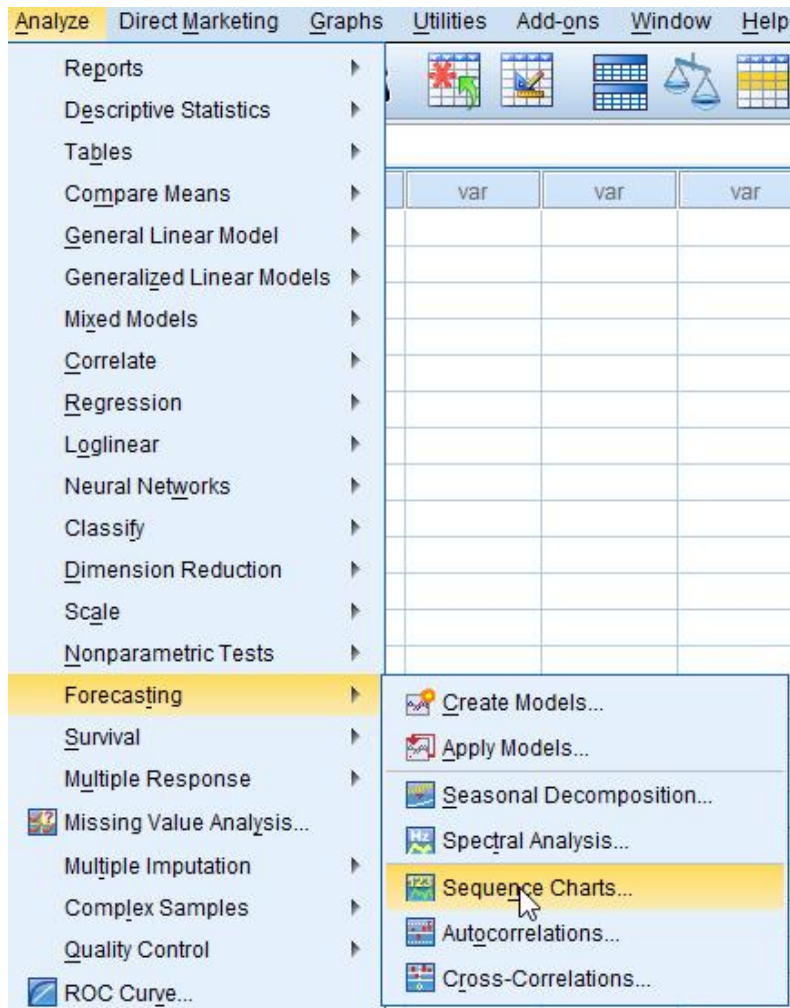 Analyze Direct Marketing Graphs Utilities Add-ons Window Help
Reports
Descriptive Statistics
Tables
Compare Means
var var var
General Linear Model
Generalized Linear Models
Mixed Models
Correlate
Regression
Loglinear
Neural Networks
Classify
Dimension Reduction
Scale
Nonparametric Tests
Forecasting
Create Models...
Apply Models...
Seasonal Decomposition...
Hz Spectral Analysis...
123 Sequence Charts...
Autocorrelations...
Cross-Correlations...
Survival
Multiple Response
Missing Value Analysis...
Multiple Imputation
Complex Samples
Quality Control
ROC Curve...